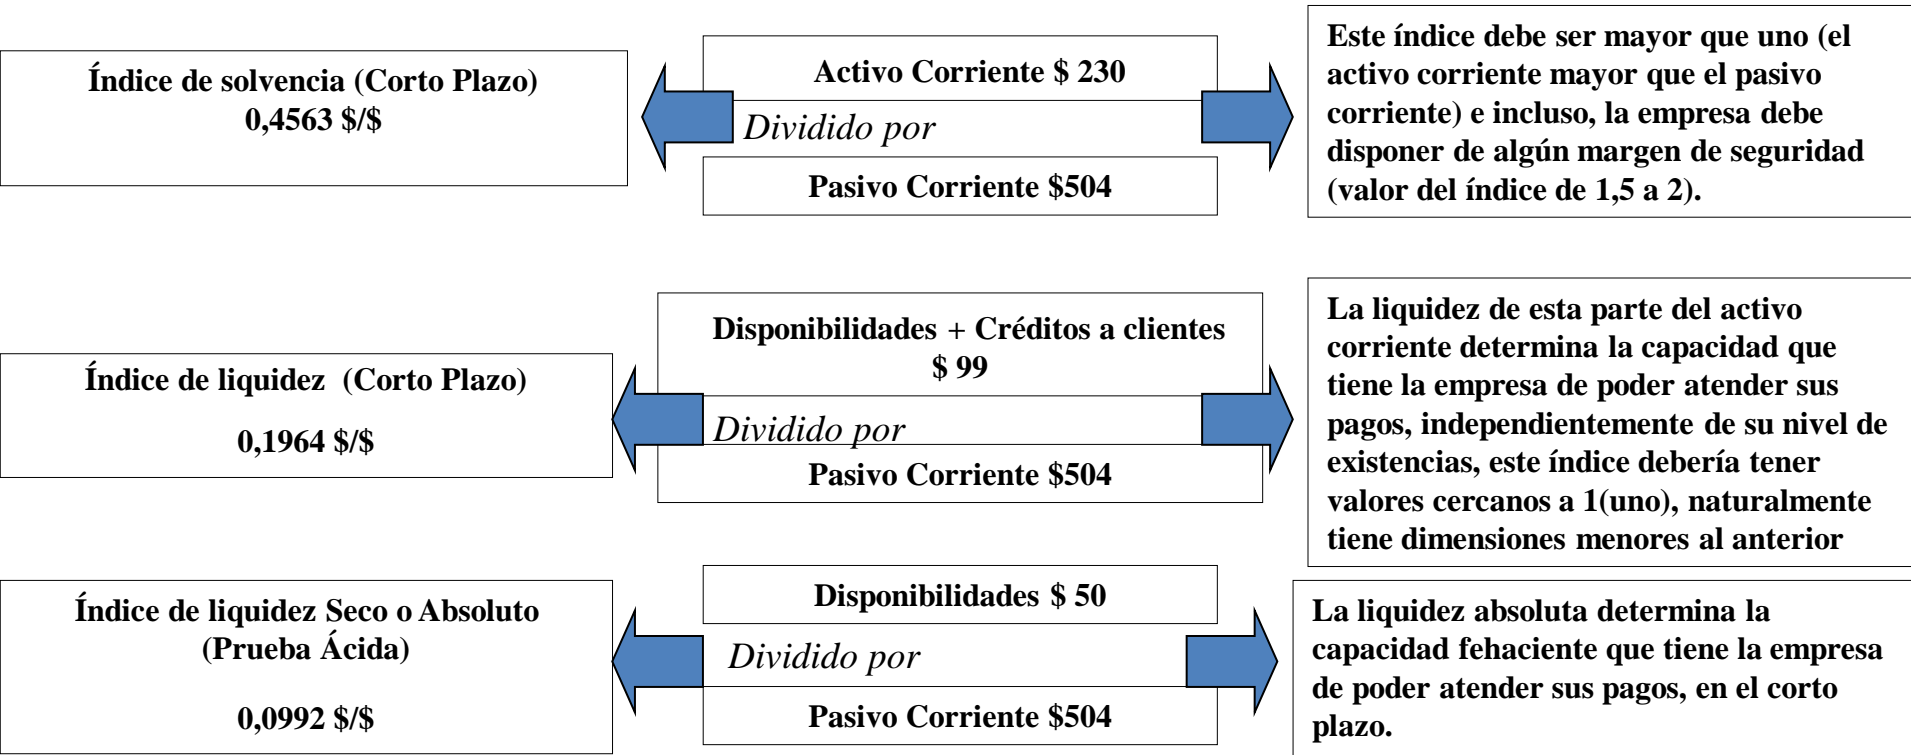 Índice de solvencia (Corto Plazo)
0,4563 $/$
Activo Corriente $ 230
Dividido por
Pasivo Corriente $504
Este índice debe ser mayor que uno (el
activo corriente mayor que el pasivo
corriente) e incluso, la empresa debe
disponer de algún margen de seguridad
(valor del índice de 1,5 a 2).
Índice de liquidez (Corto Plazo)
0,1964 $/$
Disponibilidades + Créditos a clientes
$ 99
Dividido por
Pasivo Corriente $504
La liquidez de esta parte del activo
corriente determina la capacidad que
tiene la empresa de poder atender sus
pagos, independientemente de su nivel de
existencias, este índice debería tener
valores cercanos a 1(uno), naturalmente
tiene dimensiones menores al anterior
Índice de liquidez Seco o Absoluto
(Prueba Ácida)
0,0992 $/$
Disponibilidades $ 50
Dividido por
Pasivo Corriente $504
La liquidez absoluta determina la
capacidad fehaciente que tiene la empresa
de poder atender sus pagos, en el corto
plazo.